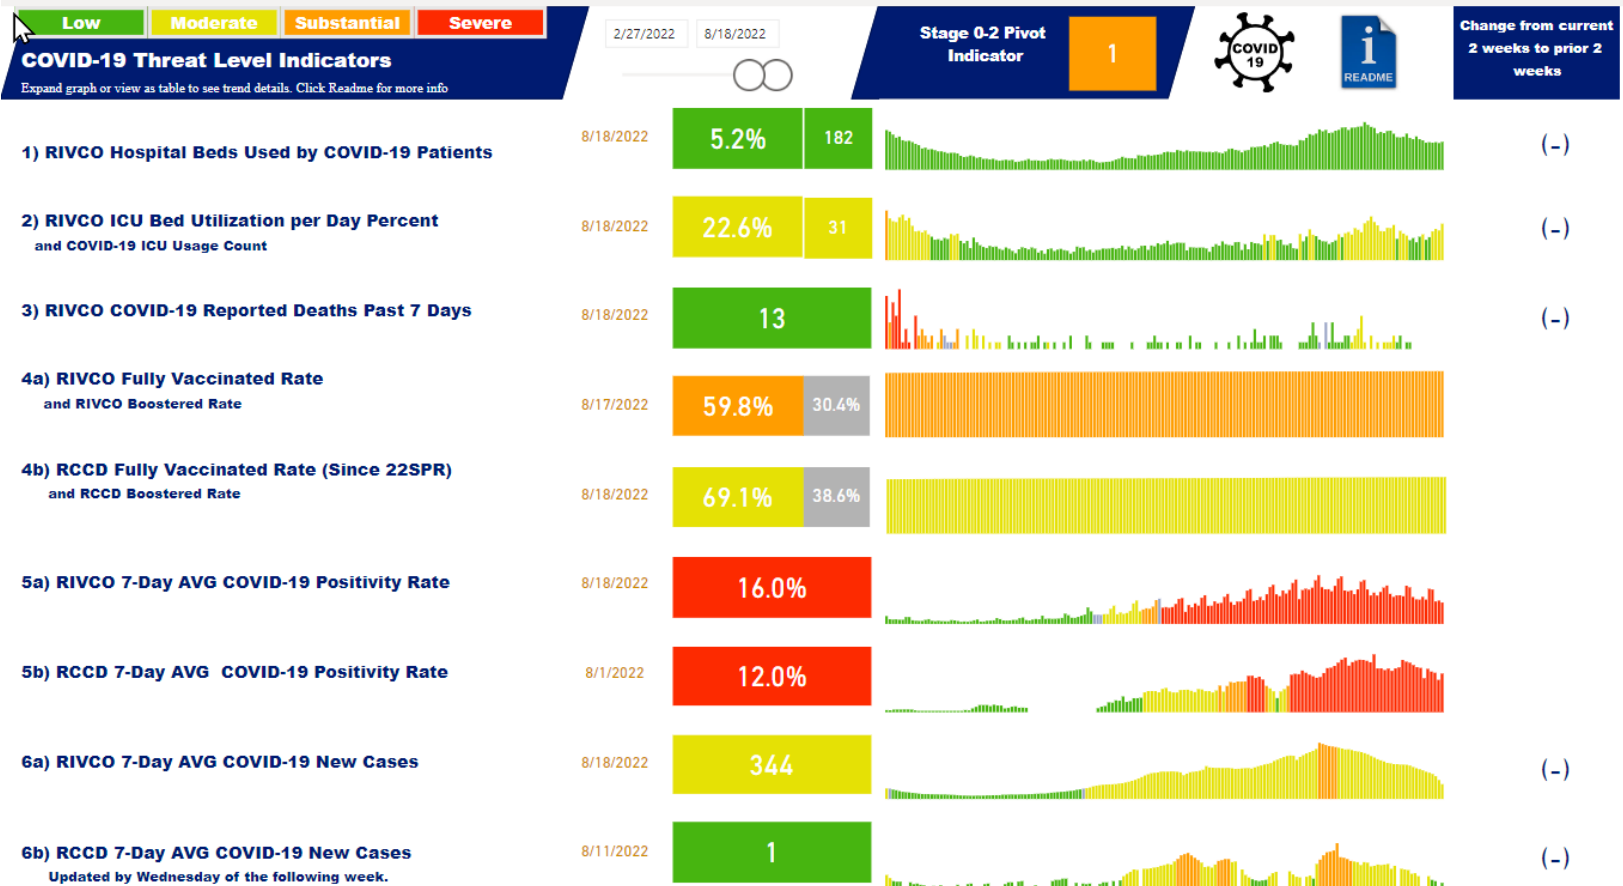 Low Moderate Substantial Severe
COVID-19 Threat Level Indicators
Expand graph or view as table to see trend details. Click Readme for more info
2/27/2022 8/18/2022
Stage 0-2 Pivot
Indicator
1
COVID
19
i
README
Change from current
2 weeks to prior 2
weeks
1) RIVCO Hospital Beds Used by COVID-19 Patients
8/18/2022 5.2% 182 (-)
2) RIVCO ICU Bed Utilization per Day Percent
and COVID-19 ICU Usage Count
8/18/2022 22.6% 31 (-)
3) RIVCO COVID-19 Reported Deaths Past 7 Days
8/18/2022 13 (-)
4a) RIVCO Fully Vaccinated Rate
and RIVCO Boostered Rate
8/17/2022 59.8% 30.4%
4b) RCCD Fully Vaccinated Rate (Since 22SPR)
and RCCD Boostered Rate
8/18/2022 69.1% 38.6%
5a) RIVCO 7-Day AVG COVID-19 Positivity Rate
8/18/2022 16.0%
5b) RCCD 7-Day AVG COVID-19 Positivity Rate
8/1/2022 12.0%
6a) RIVCO 7-Day AVG COVID-19 New Cases
8/18/2022 344 (-)
6b) RCCD 7-Day AVG COVID-19 New Cases
Updated by Wednesday of the following week.
8/11/2022 1 (-)